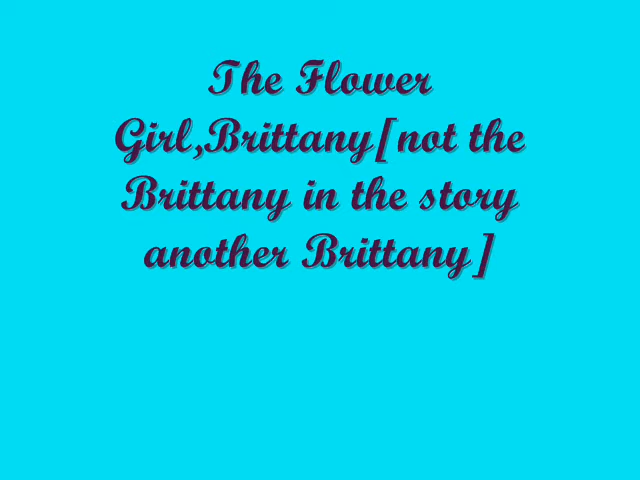 The Flower
Girl,Brittany[not the
Brittany in the story
another Brittany]